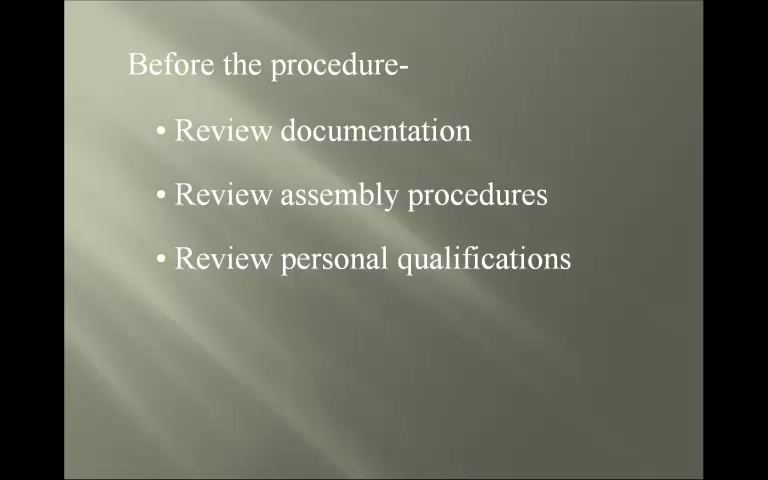 Before the procedure-
• Review documentation
• Review assembly procedures
• Review personal qualifications